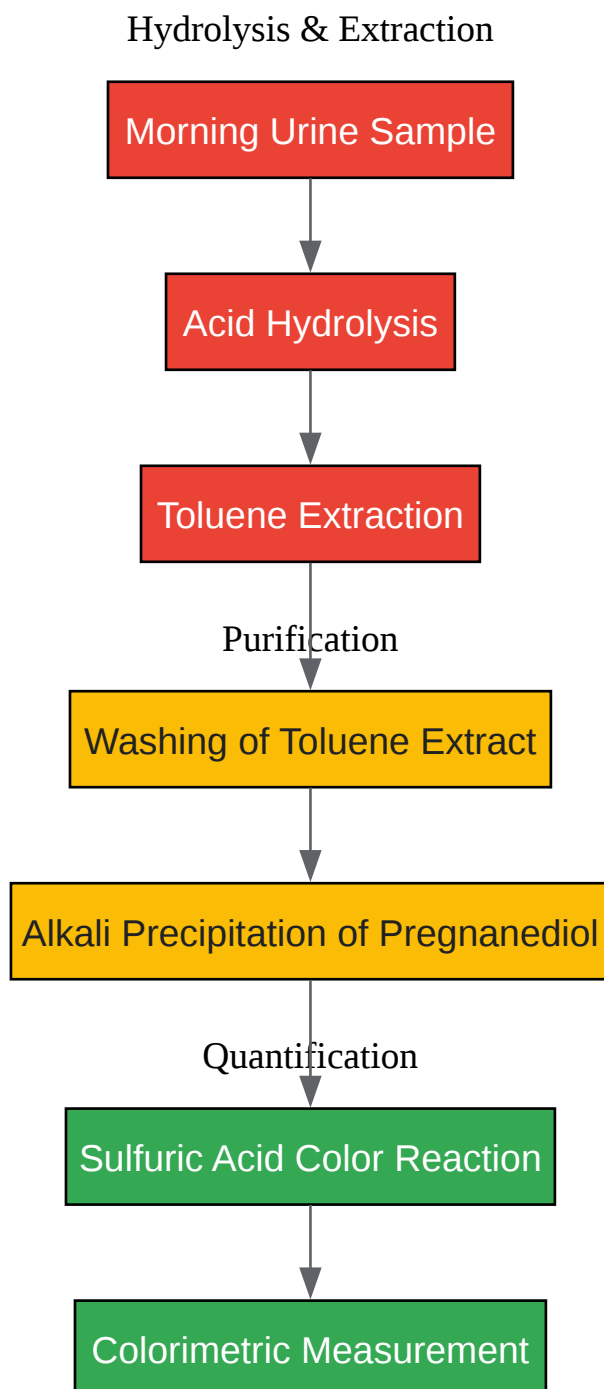 Hydrolysis & Extraction
Morning Urine Sample
Acid Hydrolysis
Toluene Extraction
Purification
Washing of Toluene Extract
Alkali Precipitation of Pregnanediol
Quantification
Sulfuric Acid Color Reaction
Colorimetric Measurement